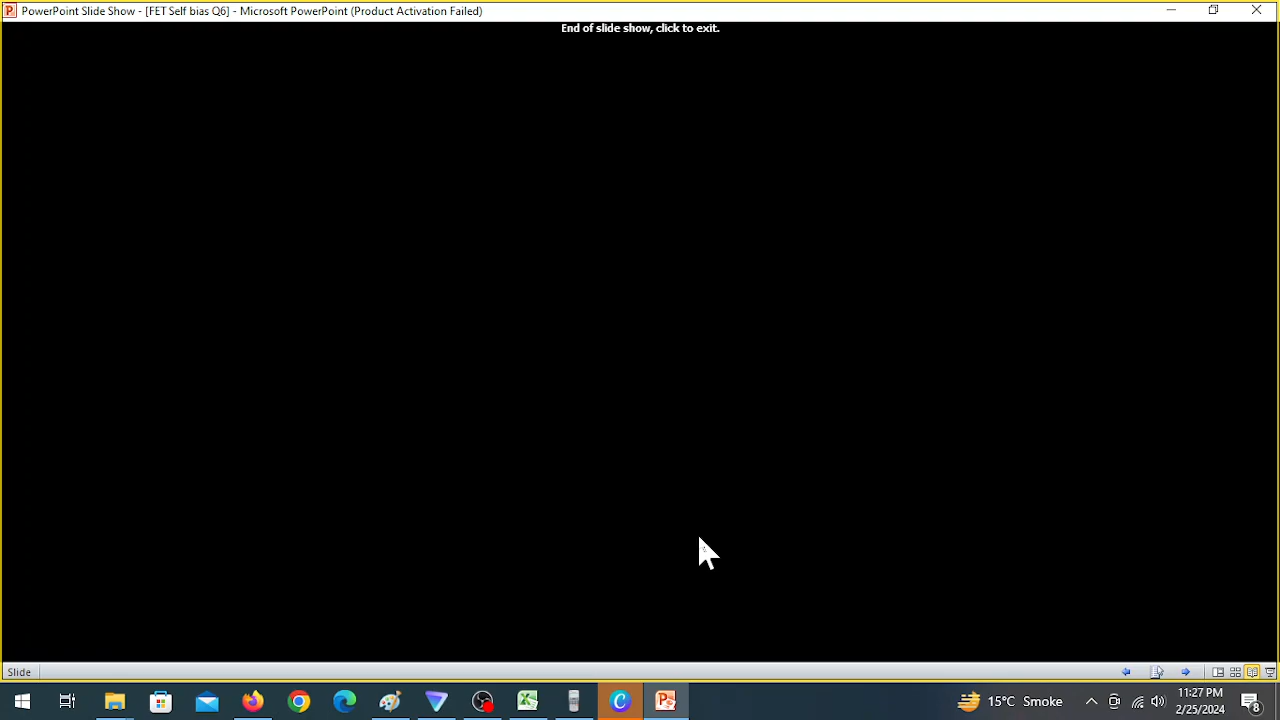 PowerPoint Slide Show - [FET Self bias Q6] - Microsoft PowerPoint (Product Activation Failed)
End of slide show, click to exit.
Slide
15°C Smoke
11:27 PM
2/25/2024
8